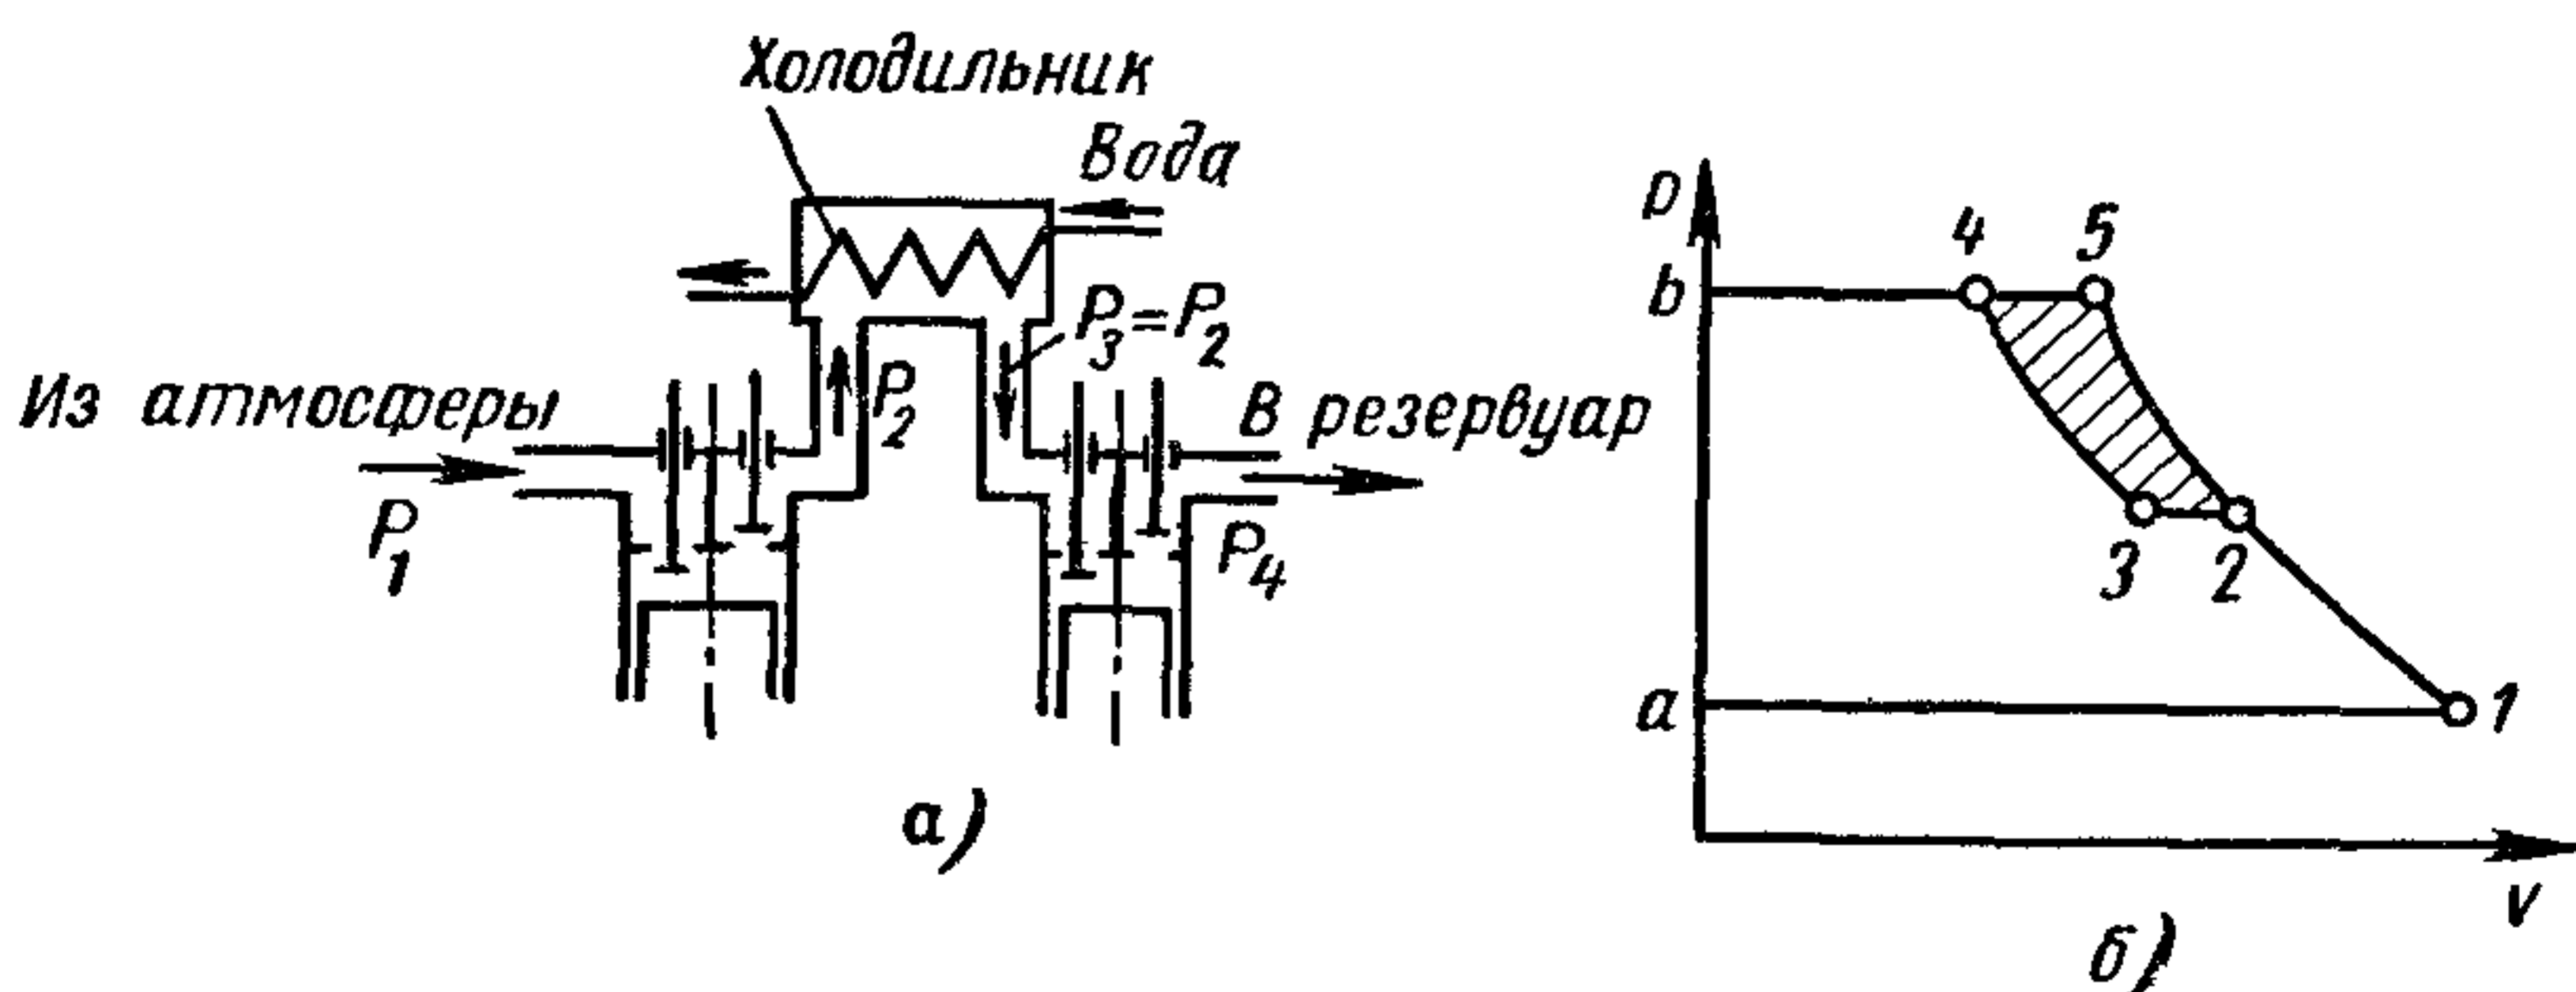 Холодильник
Вода
P3=P2
P2
Из атмосферы
P1
В резервуар
P4
а)
p
b
4
5
3
2
a
1
v
б)